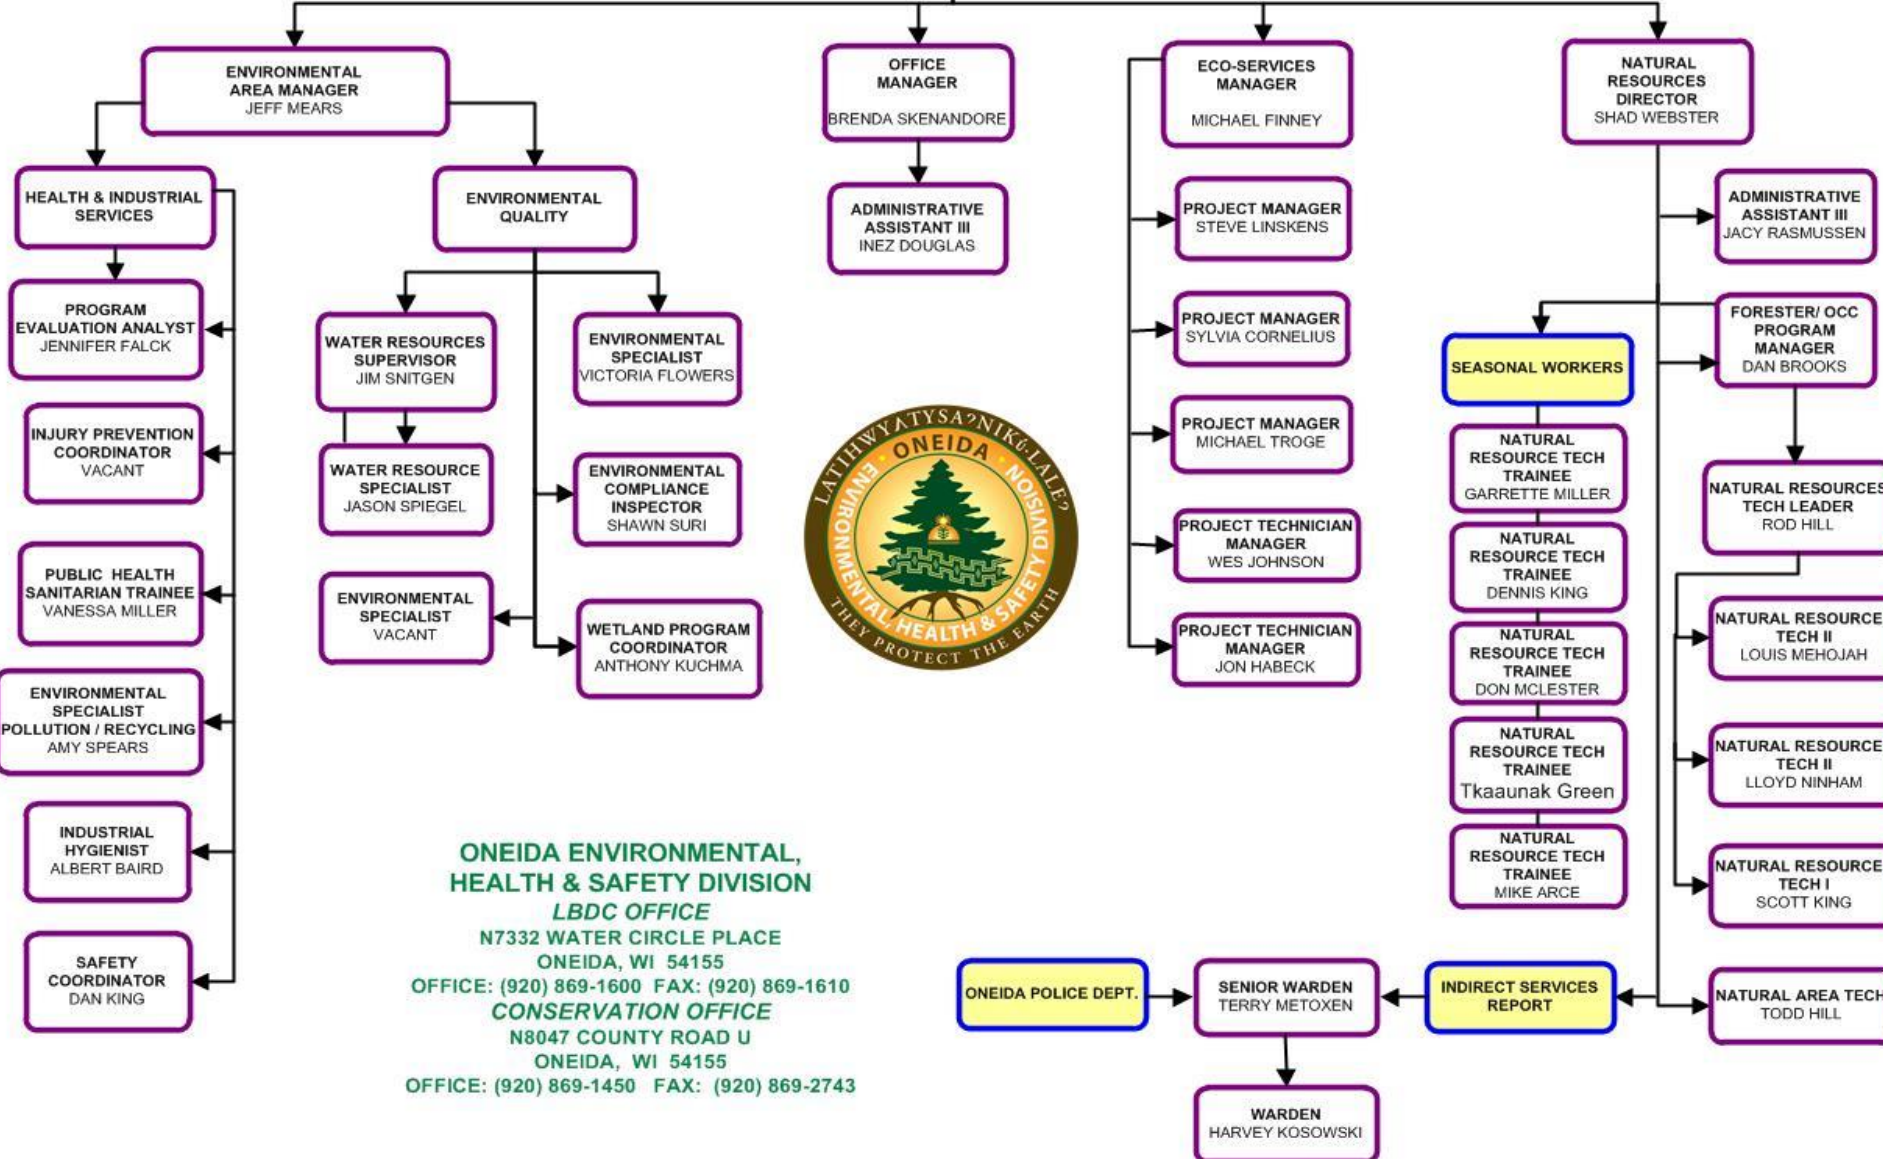 ENVIRONMENTAL
AREA MANAGER
JEFF MEARS
OFFICE
MANAGER
BRENDA SKENANDORE
ECO-SERVICES
MANAGER
MICHAEL FINNEY
NATURAL
RESOURCES
DIRECTOR
SHAD WEBSTER
HEALTH & INDUSTRIAL
SERVICES
PROGRAM
EVALUATION ANALYST
JENNIFER FALCK
INJURY PREVENTION
COORDINATOR
VACANT
PUBLIC HEALTH
SANITARIAN TRAINEE
VANESSA MILLER
ENVIRONMENTAL
SPECIALIST
POLLUTION / RECYCLING
AMY SPEARS
INDUSTRIAL
HYGIENIST
ALBERT BAIRD
SAFETY
COORDINATOR
DAN KING
ENVIRONMENTAL
QUALITY
WATER RESOURCES
SUPERVISOR
JIM SNITGEN
WATER RESOURCE
SPECIALIST
JASON SPIEGEL
ENVIRONMENTAL
SPECIALIST
VACANT
ENVIRONMENTAL
SPECIALIST
VICTORIA FLOWERS
ENVIRONMENTAL
COMPLIANCE
INSPECTOR
SHAWN SURI
WETLAND PROGRAM
COORDINATOR
ANTHONY KUCHMA
ADMINISTRATIVE
ASSISTANT III
INEZ DOUGLAS
LATIHWYΛTYSA?NIKú·LALE?
ONEIDA
ENVIRONMENTAL, HEALTH & SAFETY DIVISION
THEY PROTECT THE EARTH
PROJECT MANAGER
STEVE LINSKENS
PROJECT MANAGER
SYLVIA CORNELIUS
PROJECT MANAGER
MICHAEL TROGE
PROJECT TECHNICIAN
MANAGER
WES JOHNSON
PROJECT TECHNICIAN
MANAGER
JON HABECK
ADMINISTRATIVE
ASSISTANT III
JACY RASMUSSEN
FORESTER/ OCC
PROGRAM
MANAGER
DAN BROOKS
SEASONAL WORKERS
NATURAL
RESOURCE TECH
TRAINEE
GARRETTE MILLER
NATURAL
RESOURCE TECH
TRAINEE
DENNIS KING
NATURAL
RESOURCE TECH
TRAINEE
DON MCLESTER
NATURAL
RESOURCE TECH
TRAINEE
Tkaaunak Green
NATURAL
RESOURCE TECH
TRAINEE
MIKE ARCE
NATURAL RESOURCES
TECH LEADER
ROD HILL
NATURAL RESOURCE
TECH II
LOUIS MEHOJAH
NATURAL RESOURCE
TECH II
LLOYD NINHAM
NATURAL RESOURCE
TECH I
SCOTT KING
NATURAL AREA TECH
TODD HILL
ONEIDA POLICE DEPT.
SENIOR WARDEN
TERRY METOXEN
INDIRECT SERVICES
REPORT
WARDEN
HARVEY KOSOWSKI
ONEIDA ENVIRONMENTAL,
HEALTH & SAFETY DIVISION
LBDC OFFICE
N7332 WATER CIRCLE PLACE
ONEIDA, WI 54155
OFFICE: (920) 869-1600 FAX: (920) 869-1610
CONSERVATION OFFICE
N8047 COUNTY ROAD U
ONEIDA, WI 54155
OFFICE: (920) 869-1450 FAX: (920) 869-2743